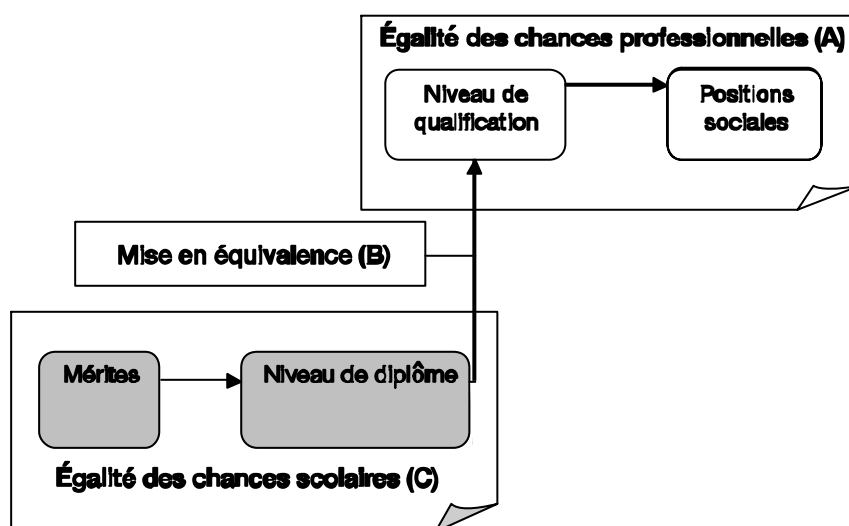 Égalité des chances professionnelles (A)
Niveau de
qualification
Positions
sociales
Mise en équivalence (B)
Mérites
Niveau de diplôme
Égalité des chances scolaires (C)